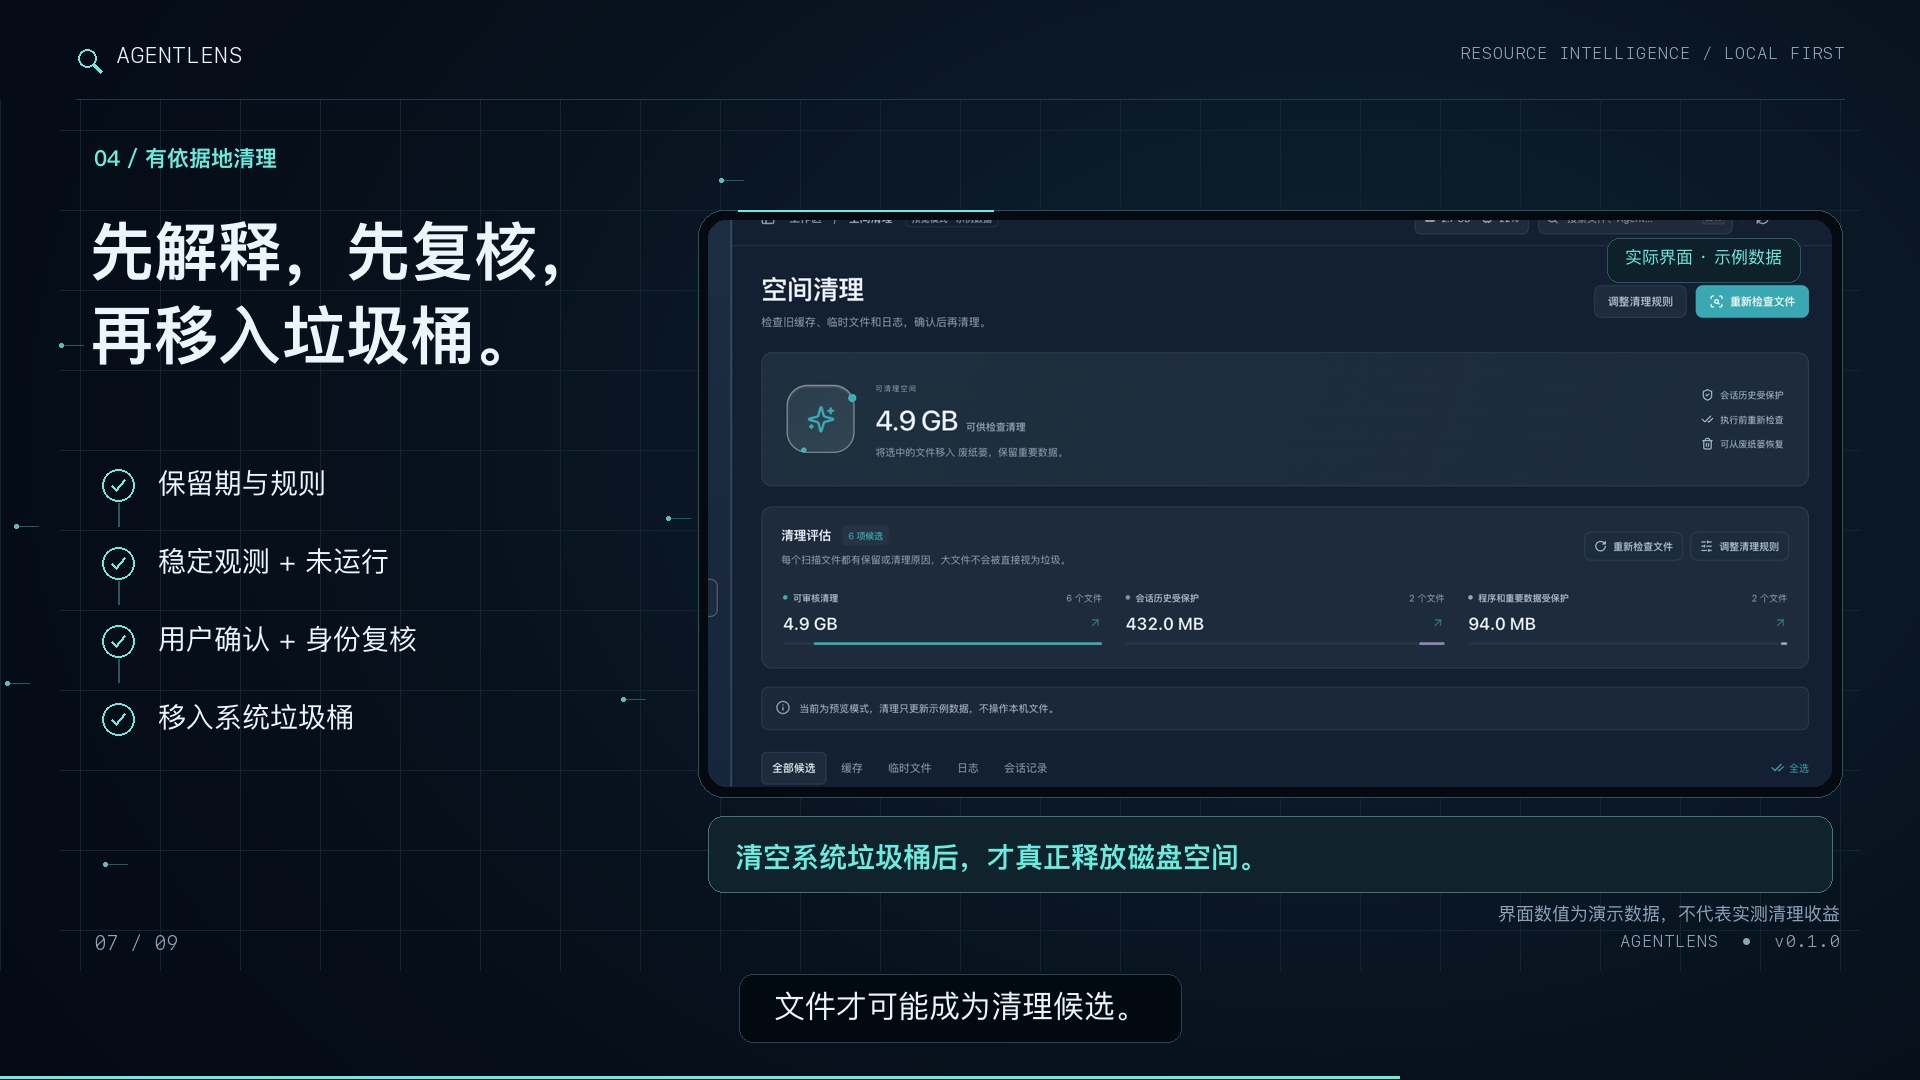 AGENTLENS
RESOURCE INTELLIGENCE / LOCAL FIRST
04 / 有依据地清理
先解释，先复核，
再移入垃圾桶。
保留期与规则
稳定观测 + 未运行
用户确认 + 身份复核
移入系统垃圾桶
实际界面 · 示例数据
空间清理
检查旧缓存、临时文件和日志，确认后再清理。
调整清理规则
重新检查文件
可清理空间
4.9 GB 可供检查清理
将选中的文件移入 废纸篓，保留重要数据。
会话历史受保护
执行前重新检查
可从废纸篓恢复
清理评估 6 项候选
每个扫描文件都有保留或清理原因，大文件不会被直接视为垃圾。
重新检查文件
调整清理规则
可审核清理 6 个文件
4.9 GB
会话历史受保护 2 个文件
432.0 MB
程序和重要数据受保护 2 个文件
94.0 MB
当前为预览模式，清理只更新示例数据，不操作本机文件。
全部候选 缓存 临时文件 日志 会话记录 全选
清空系统垃圾桶后，才真正释放磁盘空间。
界面数值为演示数据，不代表实测清理收益
07 / 09
AGENTLENS ● v0.1.0
文件才可能成为清理候选。